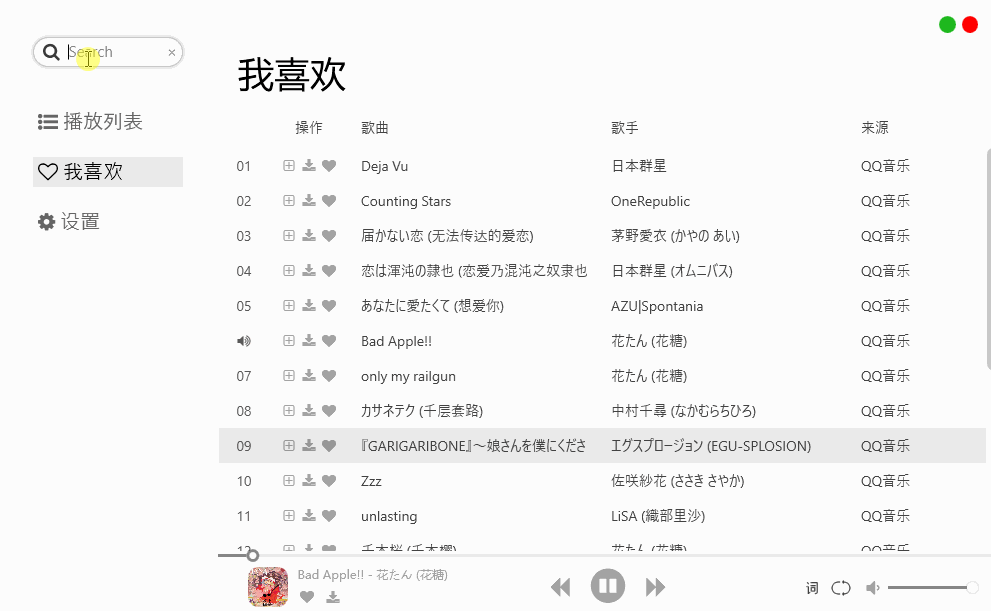 Search ×
播放列表
我喜欢
设置
我喜欢
操作 歌曲 歌手 来源
01 Deja Vu 日本群星 QQ音乐
02 Counting Stars OneRepublic QQ音乐
03 届かない恋 (无法传达的爱恋) 茅野愛衣 (かやの あい) QQ音乐
04 恋は渾沌の隷也 (恋爱乃混沌之奴隶也 日本群星 (オムニバス) QQ音乐
05 あなたに愛たくて (想爱你) AZU|Spontania QQ音乐
Bad Apple!! 花たん (花糖) QQ音乐
07 only my railgun 花たん (花糖) QQ音乐
08 カサネテク (千层套路) 中村千尋 (なかむらちひろ) QQ音乐
09 『GARIGARIBONE』～娘さんを僕にくださ エグスプロージョン (EGU-SPLOSION) QQ音乐
10 Zzz 佐咲紗花 (ささき さやか) QQ音乐
11 unlasting LiSA (織部里沙) QQ音乐
12 千本桜 (千本樱) 花たん (花糖) QQ音乐
Bad Apple!! - 花たん (花糖)
词